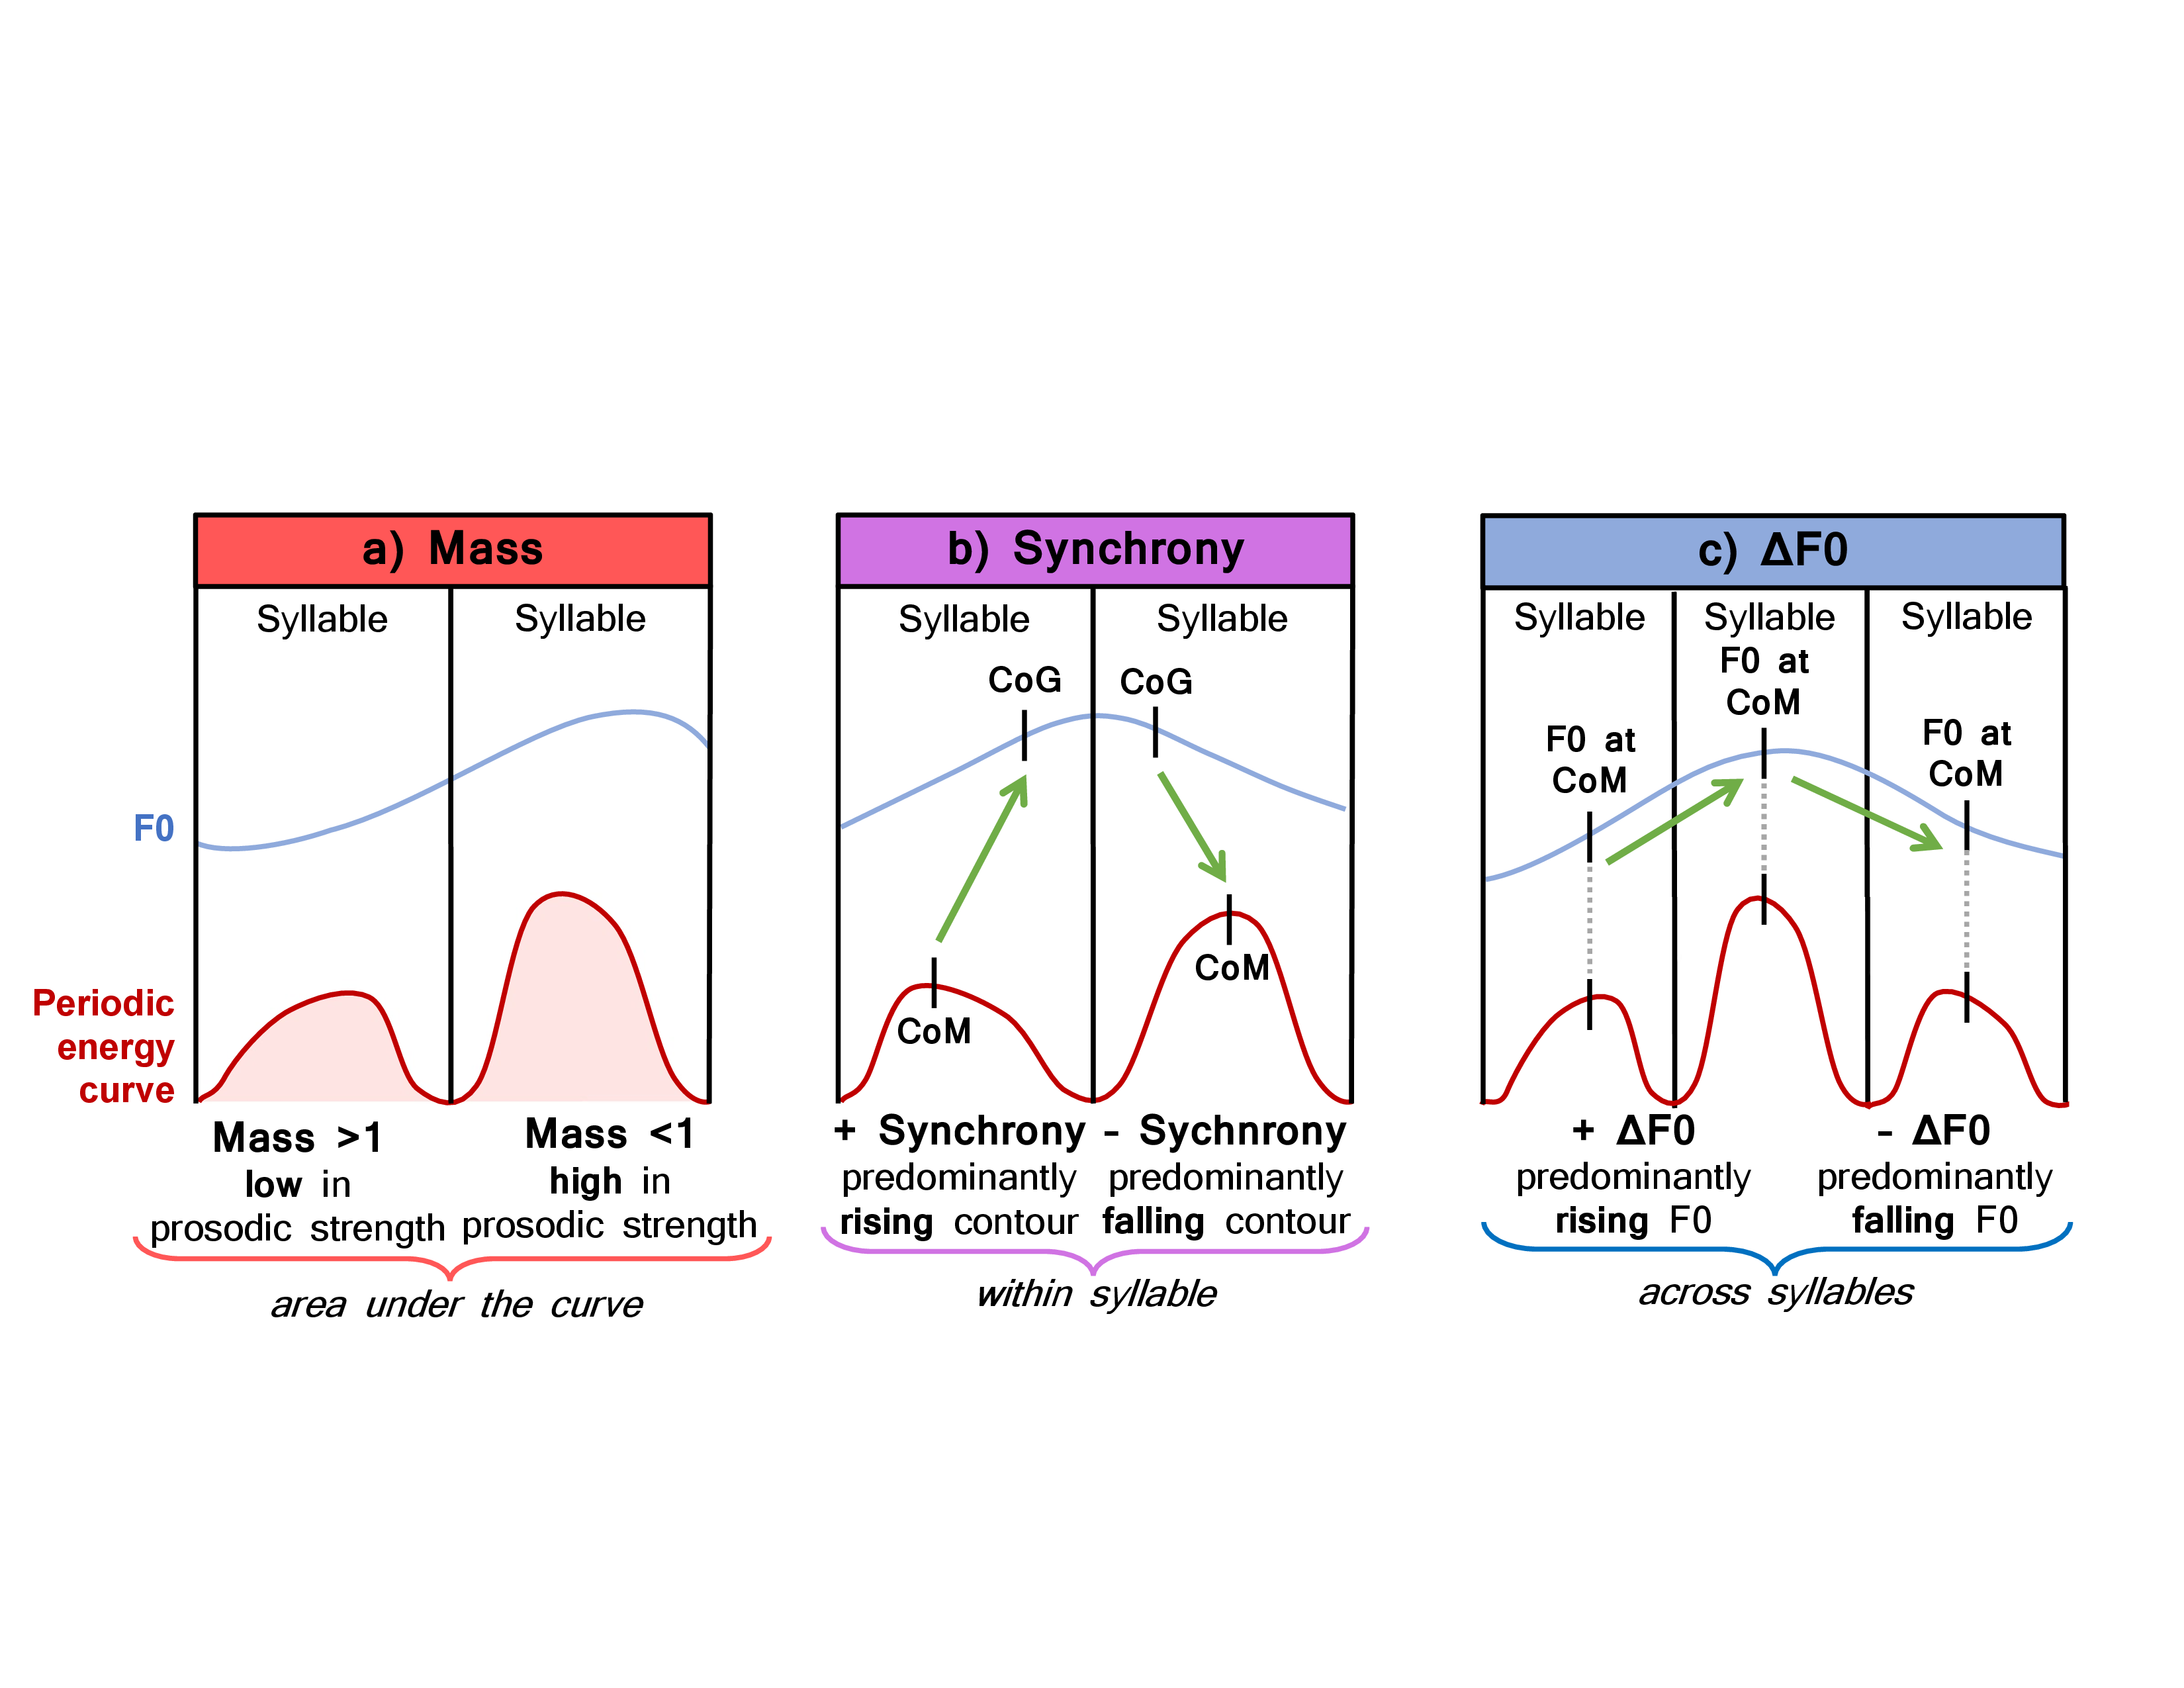 a) Mass
Syllable
Syllable
F0
Periodic
energy
curve
Mass >1
low in
prosodic strength
Mass <1
high in
prosodic strength
area under the curve
b) Synchrony
Syllable
Syllable
CoG
CoG
CoM
CoM
+ Synchrony
predominantly
rising contour
- Sychnrony
predominantly
falling contour
within syllable
c) ΔF0
Syllable
Syllable
Syllable
F0 at
CoM
F0 at
CoM
F0 at
CoM
+ ΔF0
predominantly
rising F0
- ΔF0
predominantly
falling F0
across syllables